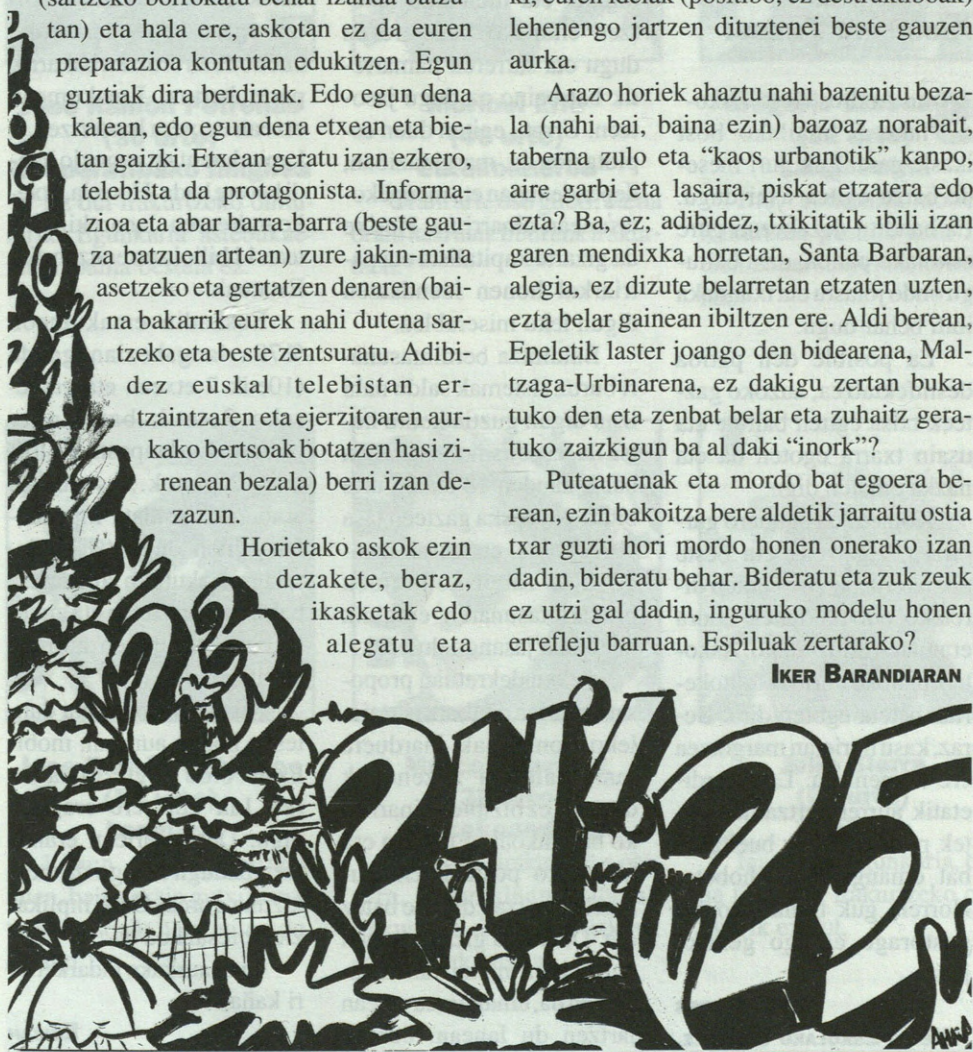 (sartzeko borrokatu behar izanda batzu-
tan) eta hala ere, askotan ez da euren
preparazioa kontutan edukitzen. Egun
guztiak dira berdinak. Edo egun dena
kalean, edo egun dena etxean eta bie-
tan gaizki. Etxean geratu izan ezkero,
telebista da protagonista. Informa-
zioa eta abar barra-barra (beste gau-
za batzuen artean) zure jakin-mina
asetzeko eta gertatzen denaren (bai-
na bakarrik eurek nahi dutena sar-
tzeko eta beste zentsuratu. Adibi-
dez euskal telebistan er-
tzaintzaren eta ejerzitoaren aur-
kako bertsoak botatzen hasi zi-
renean bezala) berri izan de-
zazun.
Horietako askok ezin
dezakete, beraz,
ikasketak edo
alegatu eta
ki, euren ideiak (positibo, ez destruktiboak)
lehenengo jartzen dituztenei beste gauzen
aurka.
Arazo horiek ahaztu nahi bazenitu beza-
la (nahi bai, baina ezin) bazoaz norabait,
taberna zulo eta “kaos urbanotik” kanpo,
aire garbi eta lasaira, piskat etzatera edo
ezta? Ba, ez; adibidez, txikitatik ibili izan
garen mendixka horretan, Santa Barbaran,
alegia, ez dizute belarretan etzaten uzten,
ezta belar gainean ibiltzen ere. Aldi berean,
Epeletik laster joango den bidearena, Mal-
tzaga-Urbinarena, ez dakigu zertan buka-
tuko den eta zenbat belar eta zuhaitz gera-
tuko zaizkigun ba al daki “inork”?
Puteatuenak eta mordo bat egoera be-
rean, ezin bakoitza bere aldetik jarraitu ostia
txar guzti hori mordo honen onerako izan
dadin, bideratu behar. Bideratu eta zuk zeuk
ez utzi gal dadin, inguruko modelu honen
errefleju barruan. Espiluak zertarako?
IKER BARANDIARAN